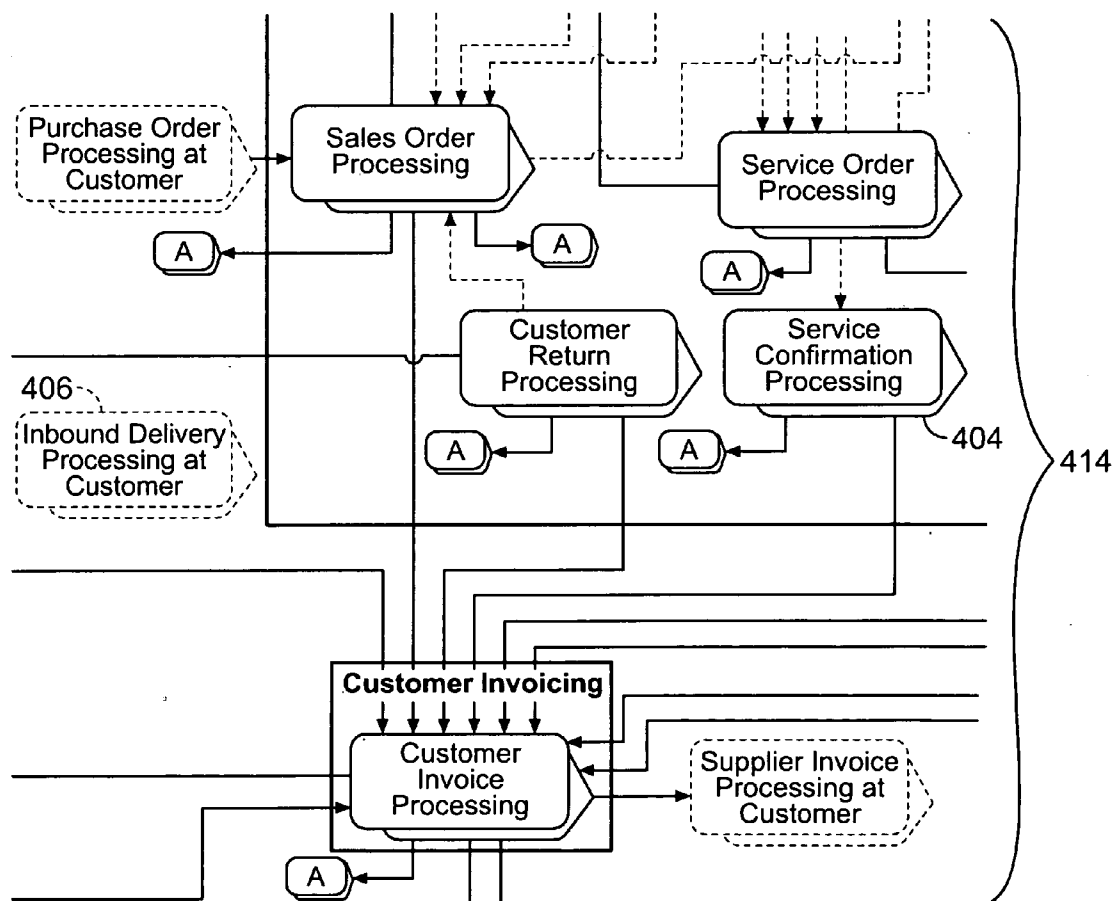 Purchase Order
Processing at
Customer
Sales Order
Processing
Service Order
Processing
A
A
A
Customer
Return
Processing
Service
Confirmation
Processing
406
Inbound Delivery
Processing at
Customer
A
A
404
414
Customer Invoicing
Customer
Invoice
Processing
Supplier Invoice
Processing at
Customer
A